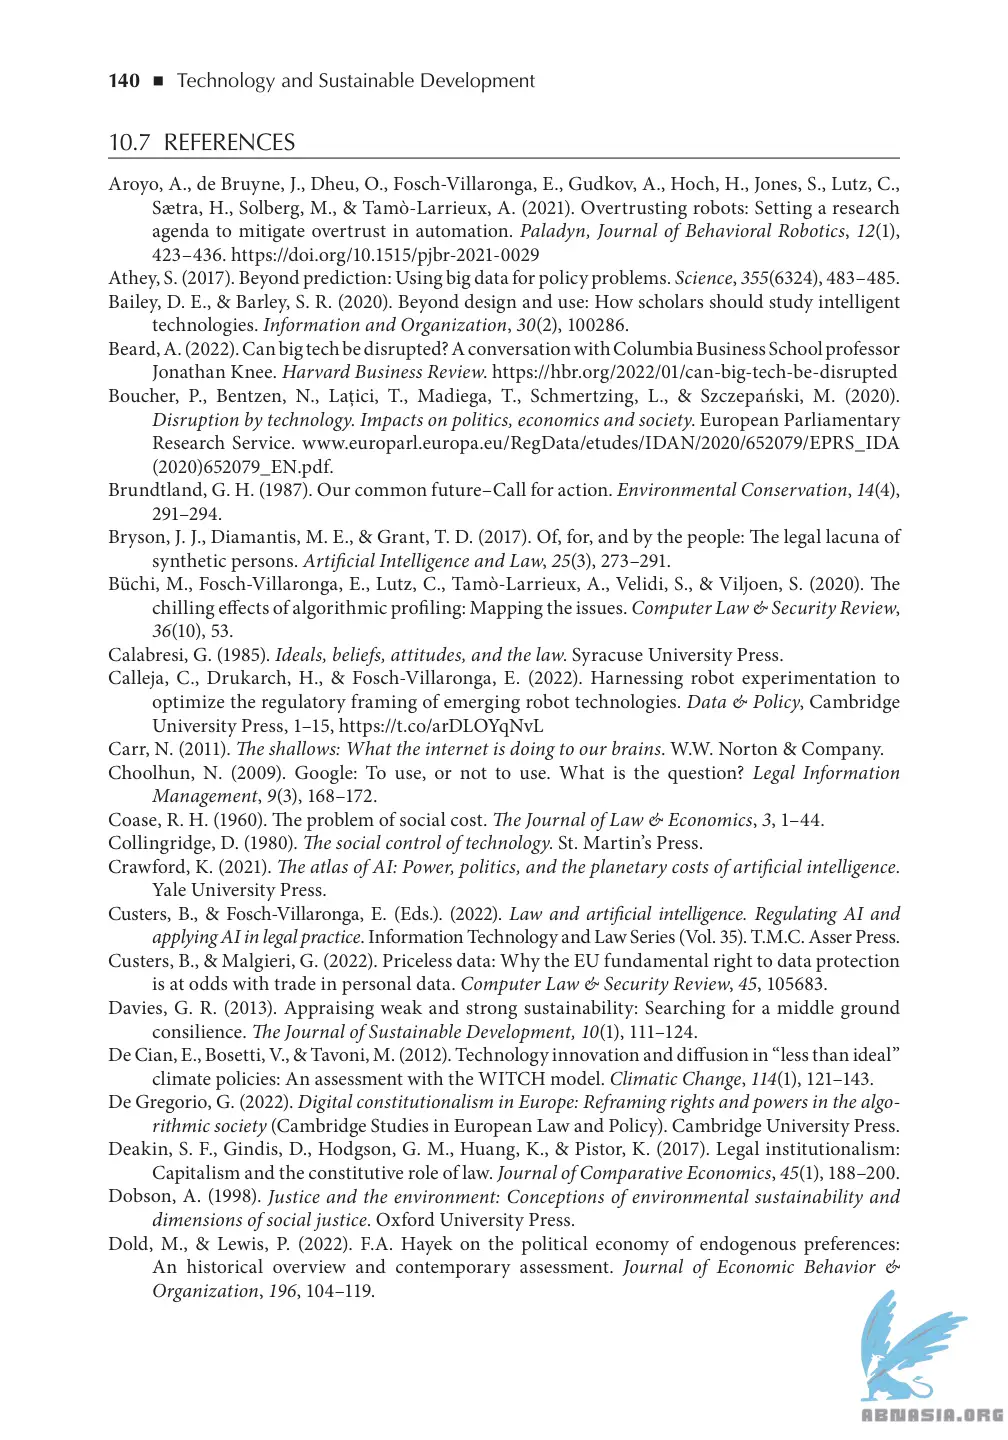 140 ■ Technology and Sustainable Development
10.7 REFERENCES
Aroyo, A., de Bruyne, J., Dheu, O., Fosch-Villaronga, E., Gudkov, A., Hoch, H., Jones, S., Lutz, C.,
Sætra, H., Solberg, M., & Tamò-Larrieux, A. (2021). Overtrusting robots: Setting a research
agenda to mitigate overtrust in automation. Paladyn, Journal of Behavioral Robotics, 12(1),
423–436. https://doi.org/10.1515/pjbr-2021-0029
Athey, S. (2017). Beyond prediction: Using big data for policy problems. Science, 355(6324), 483–485.
Bailey, D. E., & Barley, S. R. (2020). Beyond design and use: How scholars should study intelligent
technologies. Information and Organization, 30(2), 100286.
Beard, A. (2022). Can big tech be disrupted? A conversation with Columbia Business School professor
Jonathan Knee. Harvard Business Review. https://hbr.org/2022/01/can-big-tech-be-disrupted
Boucher, P., Bentzen, N., Lațici, T., Madiega, T., Schmertzing, L., & Szczepański, M. (2020).
Disruption by technology. Impacts on politics, economics and society. European Parliamentary
Research Service. www.europarl.europa.eu/RegData/etudes/IDAN/2020/652079/EPRS_IDA
(2020)652079_EN.pdf.
Brundtland, G. H. (1987). Our common future–Call for action. Environmental Conservation, 14(4),
291–294.
Bryson, J. J., Diamantis, M. E., & Grant, T. D. (2017). Of, for, and by the people: The legal lacuna of
synthetic persons. Artificial Intelligence and Law, 25(3), 273–291.
Büchi, M., Fosch-Villaronga, E., Lutz, C., Tamò-Larrieux, A., Velidi, S., & Viljoen, S. (2020). The
chilling effects of algorithmic profiling: Mapping the issues. Computer Law & Security Review,
36(10), 53.
Calabresi, G. (1985). Ideals, beliefs, attitudes, and the law. Syracuse University Press.
Calleja, C., Drukarch, H., & Fosch-Villaronga, E. (2022). Harnessing robot experimentation to
optimize the regulatory framing of emerging robot technologies. Data & Policy, Cambridge
University Press, 1–15, https://t.co/arDLOYqNvL
Carr, N. (2011). The shallows: What the internet is doing to our brains. W.W. Norton & Company.
Choolhun, N. (2009). Google: To use, or not to use. What is the question? Legal Information
Management, 9(3), 168–172.
Coase, R. H. (1960). The problem of social cost. The Journal of Law & Economics, 3, 1–44.
Collingridge, D. (1980). The social control of technology. St. Martin’s Press.
Crawford, K. (2021). The atlas of AI: Power, politics, and the planetary costs of artificial intelligence.
Yale University Press.
Custers, B., & Fosch-Villaronga, E. (Eds.). (2022). Law and artificial intelligence. Regulating AI and
applying AI in legal practice. Information Technology and Law Series (Vol. 35). T.M.C. Asser Press.
Custers, B., & Malgieri, G. (2022). Priceless data: Why the EU fundamental right to data protection
is at odds with trade in personal data. Computer Law & Security Review, 45, 105683.
Davies, G. R. (2013). Appraising weak and strong sustainability: Searching for a middle ground
consilience. The Journal of Sustainable Development, 10(1), 111–124.
De Cian, E., Bosetti, V., & Tavoni, M. (2012). Technology innovation and diffusion in “less than ideal”
climate policies: An assessment with the WITCH model. Climatic Change, 114(1), 121–143.
De Gregorio, G. (2022). Digital constitutionalism in Europe: Reframing rights and powers in the algo-
rithmic society (Cambridge Studies in European Law and Policy). Cambridge University Press.
Deakin, S. F., Gindis, D., Hodgson, G. M., Huang, K., & Pistor, K. (2017). Legal institutionalism:
Capitalism and the constitutive role of law. Journal of Comparative Economics, 45(1), 188–200.
Dobson, A. (1998). Justice and the environment: Conceptions of environmental sustainability and
dimensions of social justice. Oxford University Press.
Dold, M., & Lewis, P. (2022). F.A. Hayek on the political economy of endogenous preferences:
An historical overview and contemporary assessment. Journal of Economic Behavior &
Organization, 196, 104–119.
ABNASIA.ORG